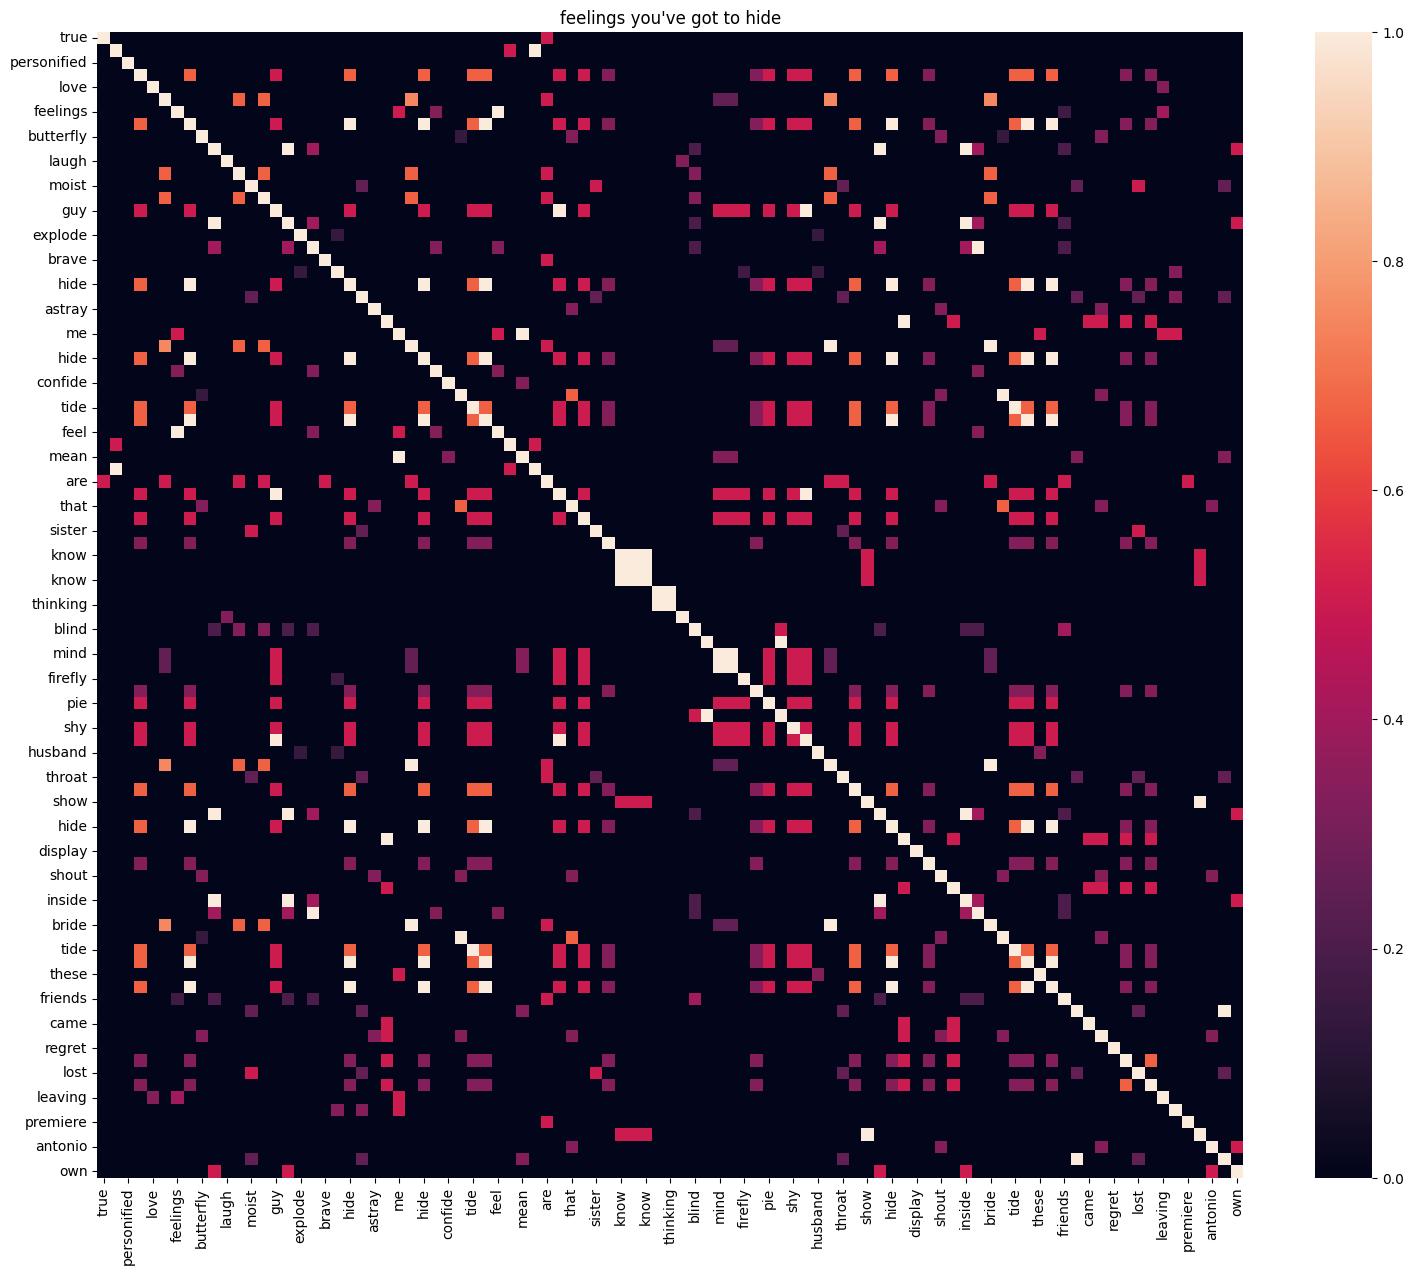 feelings you've got to hide
true
personified
love
feelings
butterfly
laugh
moist
guy
explode
brave
hide
astray
me
hide
confide
tide
feel
mean
are
that
sister
know
know
thinking
blind
mind
firefly
pie
shy
husband
throat
show
hide
display
shout
inside
bride
tide
these
friends
came
regret
lost
leaving
premiere
antonio
own
1.0
0.8
0.6
0.4
0.2
0.0
true
personified
love
feelings
butterfly
laugh
moist
guy
explode
brave
hide
astray
me
hide
confide
tide
feel
mean
are
that
sister
know
know
thinking
blind
mind
firefly
pie
shy
husband
throat
show
hide
display
shout
inside
bride
tide
these
friends
came
regret
lost
leaving
premiere
antonio
own